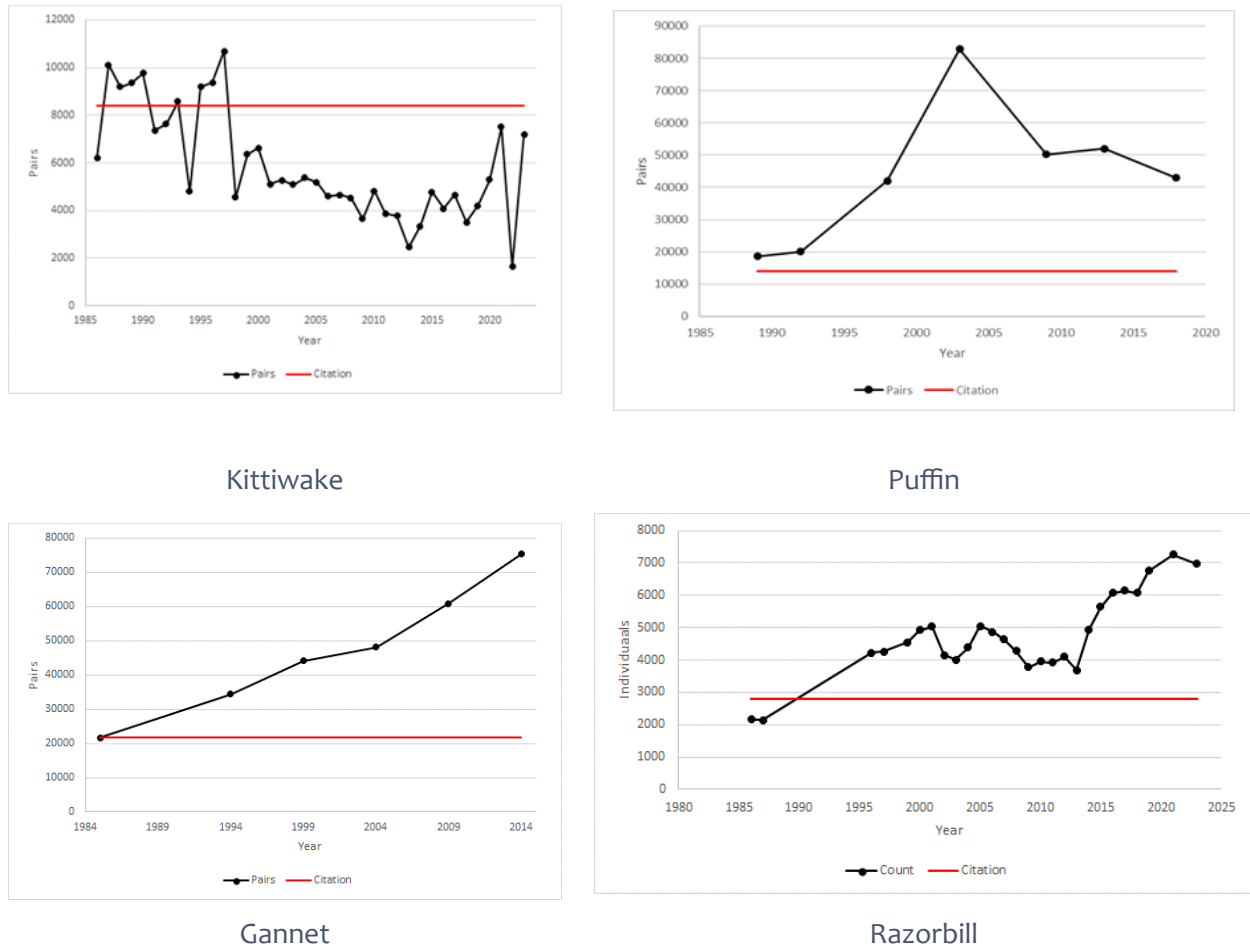 12000
10000
8000
6000
4000
2000
0
Pairs
1985 1990 1995 2000 2005 2010 2015 2020
Year
Pairs Citation
Kittiwake
90000
80000
70000
60000
50000
40000
30000
20000
10000
0
Pairs
1985 1990 1995 2000 2005 2010 2015 2020
Year
Pairs Citation
Puffin
80000
70000
60000
50000
40000
30000
20000
10000
0
Pairs
1984 1989 1994 1999 2004 2009 2014
Year
Pairs Citation
Gannet
8000
7000
6000
5000
4000
3000
2000
1000
0
Individuaals
1980 1985 1990 1995 2000 2005 2010 2015 2020 2025
Year
Count Citation
Razorbill